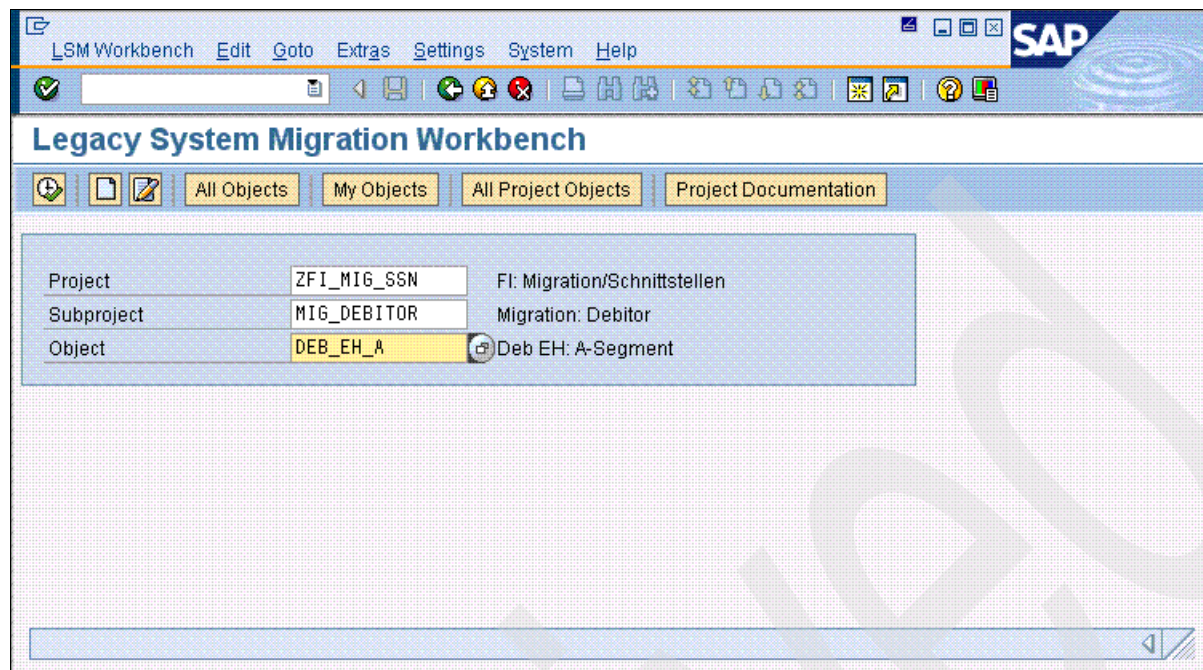 SAP
LSM Workbench Edit Goto Extras Settings System Help
Legacy System Migration Workbench
All Objects My Objects All Project Objects Project Documentation
Project ZFI_MIG_SSN FI: Migration/Schnittstellen
Subproject MIG_DEBITOR Migration: Debitor
Object DEB_EH_A Deb EH: A-Segment